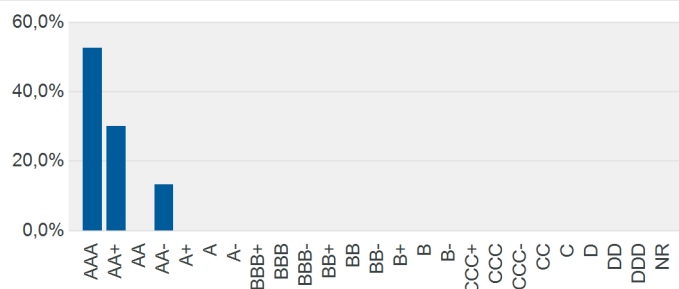 60,0%
40,0%
20,0%
0,0%
AAA
AA+
AA
AA-
A+
A
A-
BBB+
BBB
BBB-
BB+
BB
BB-
B+
B
B-
CCC+
CCC
CCC-
CC
C
D
DD
DDD
NR